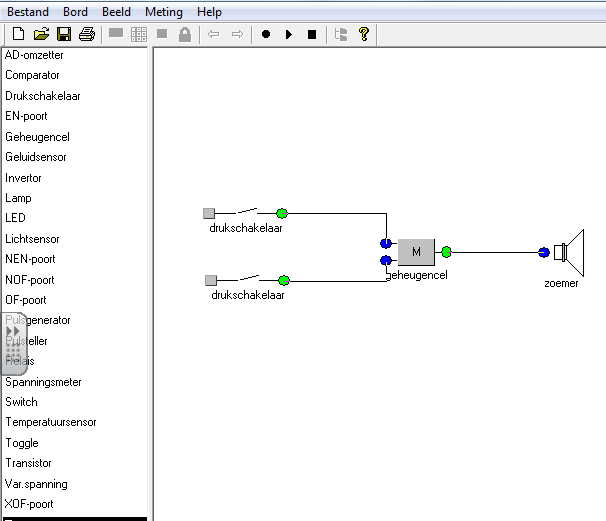 Bestand Bord Beeld Meting Help
AD-omzetter
Comparator
Drukschakelaar
EN-poort
Geheugencel
Geluidsensor
Invertor
Lamp
LED
Lichtsensor
NEN-poort
NOF-poort
OF-poort
Pulsgenerator
Pulsteller
Relais
Spanningsmeter
Switch
Temperatuursensor
Toggle
Transistor
Var.spanning
XOF-poort
drukschakelaar
M
geheugencel
zoemer
drukschakelaar